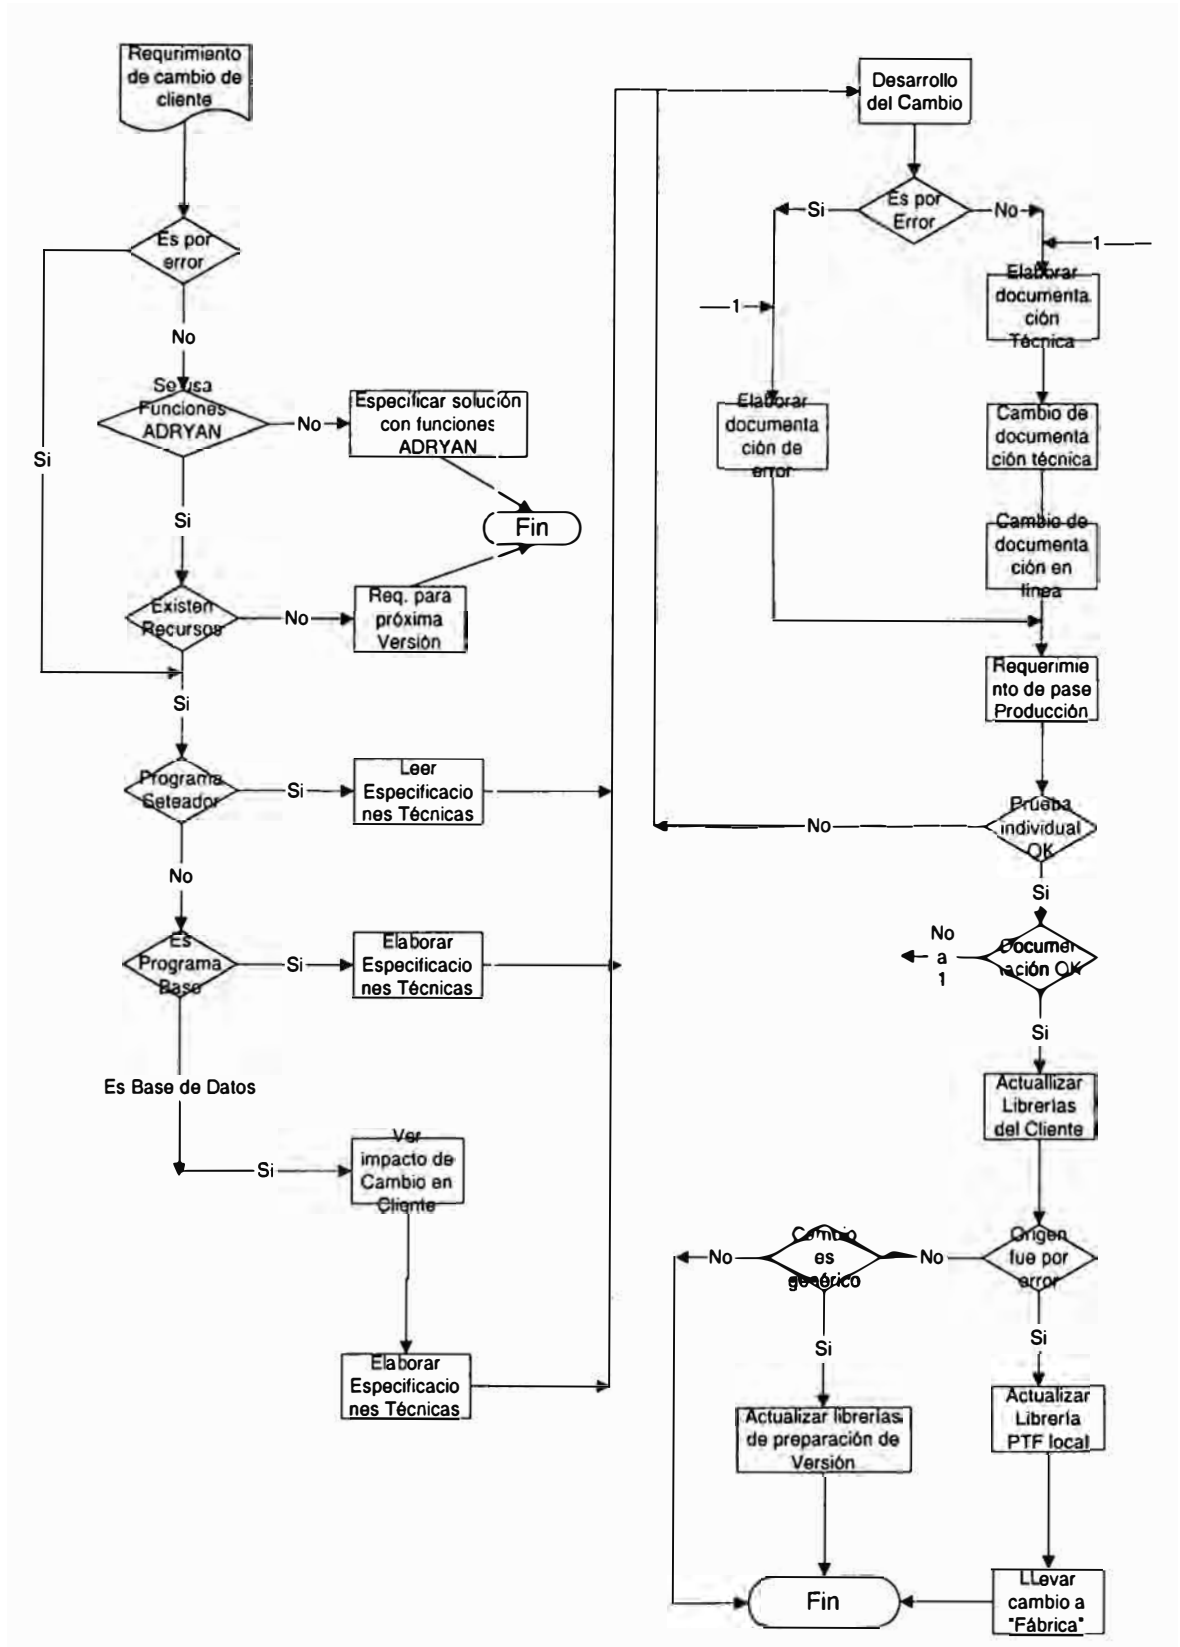 Requrimiento
de cambio de
cliente
Es por
error
No
Se usa
Funciones
ADRYAN
No
Especificar solución
con funciones
ADRYAN
Si
Si
Fin
Existen
Recursos
No
Req. para
próxima
Versión
Si
Programa
Seteador
Si
Leer
Especificacio
nes Técnicas
No
Es
Programa
Base
Si
Elaborar
Especificacio
nes Técnicas
Es Base de Datos
Si
Ver
impacto de
Cambio en
Cliente
Elaborar
Especificacio
nes Técnicas
Desarrollo
del Cambio
Si
Es por
Error
No
1
Elaborar
documenta
ción
Técnica
1
Elaborar
documenta
ción de
error
Cambio de
documenta
ción técnica
Cambio de
documenta
ción en
línea
Requerimie
nto de pase
Producción
No
Prueba
individual
OK
Si
No
a
1
Documen
tación OK
Si
Actuallizar
Librerías
del Cliente
No
Cambio
es
genérico
No
Origen
fue por
error
Si
Si
Actualizar librerías
de preparación de
Versión
Actualizar
Librería
PTF local
Fin
LLevar
cambio a
"Fábrica"